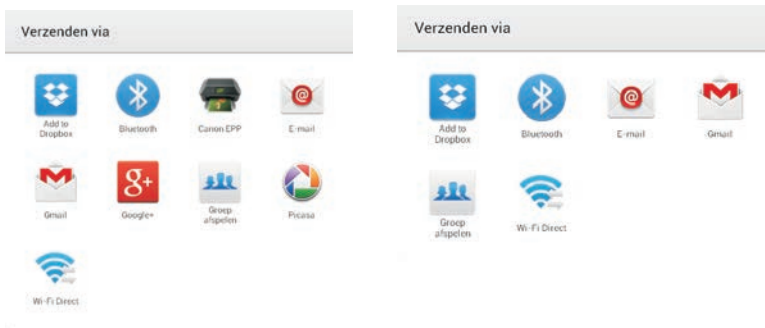 Verzenden via
Add to
Dropbox
Bluetooth
Canon EPP
@
E-mail
Gmail
g+
Google+
Groep
afspelen
Picasa
Wi-Fi Direct
Verzenden via
Add to
Dropbox
Bluetooth
@
E-mail
Gmail
Groep
afspelen
Wi-Fi Direct